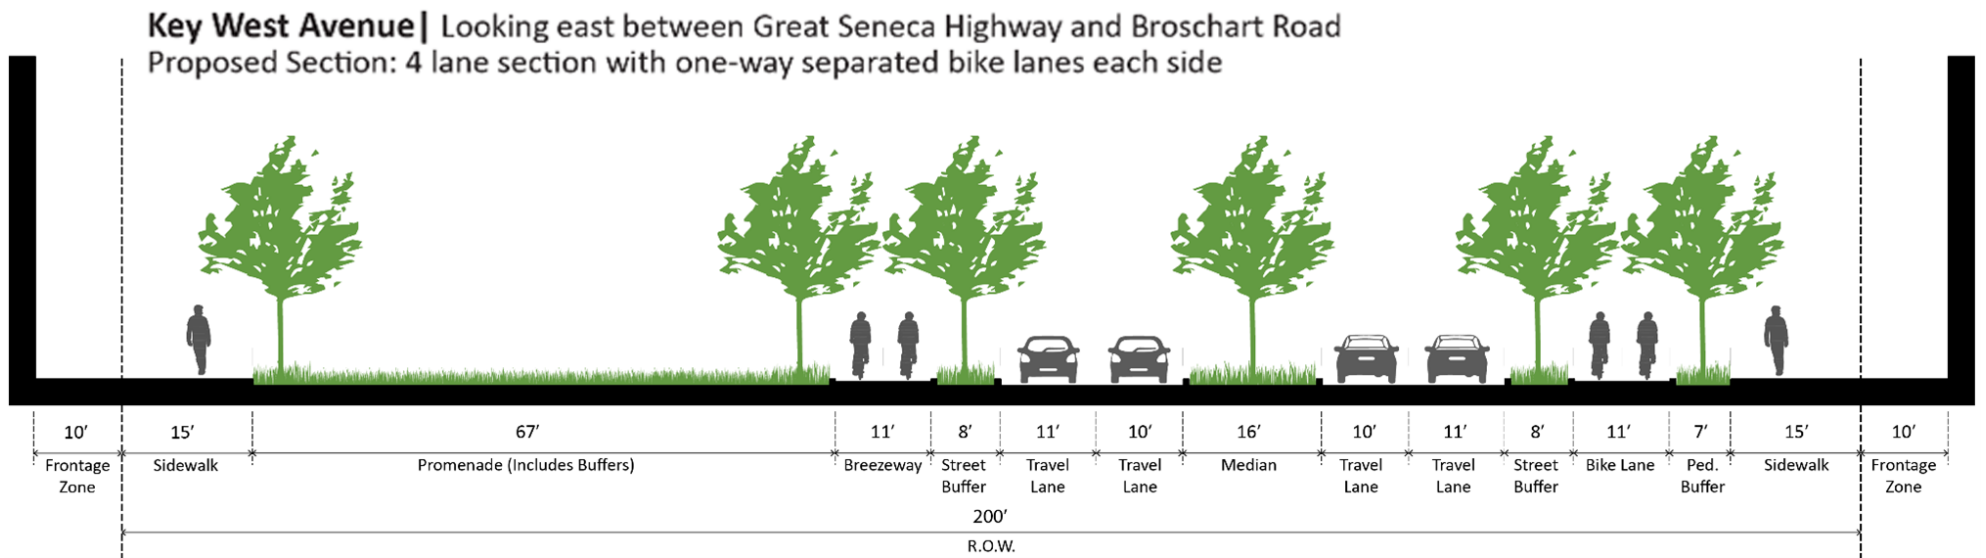 Key West Avenue| Looking east between Great Seneca Highway and Broschart Road
Proposed Section: 4 lane section with one-way separated bike lanes each side
10′ 15′ 67′ 11′ 8′ 11′ 10′ 16′ 10′ 11′ 8′ 11′ 7′ 15′ 10′
Frontage Sidewalk Promenade (Includes Buffers) Breezeway Street Travel Travel Median Travel Travel Street Bike Lane Ped. Sidewalk Frontage
Zone Buffer Lane Lane Lane Lane Buffer Buffer Zone
200′
R.O.W.